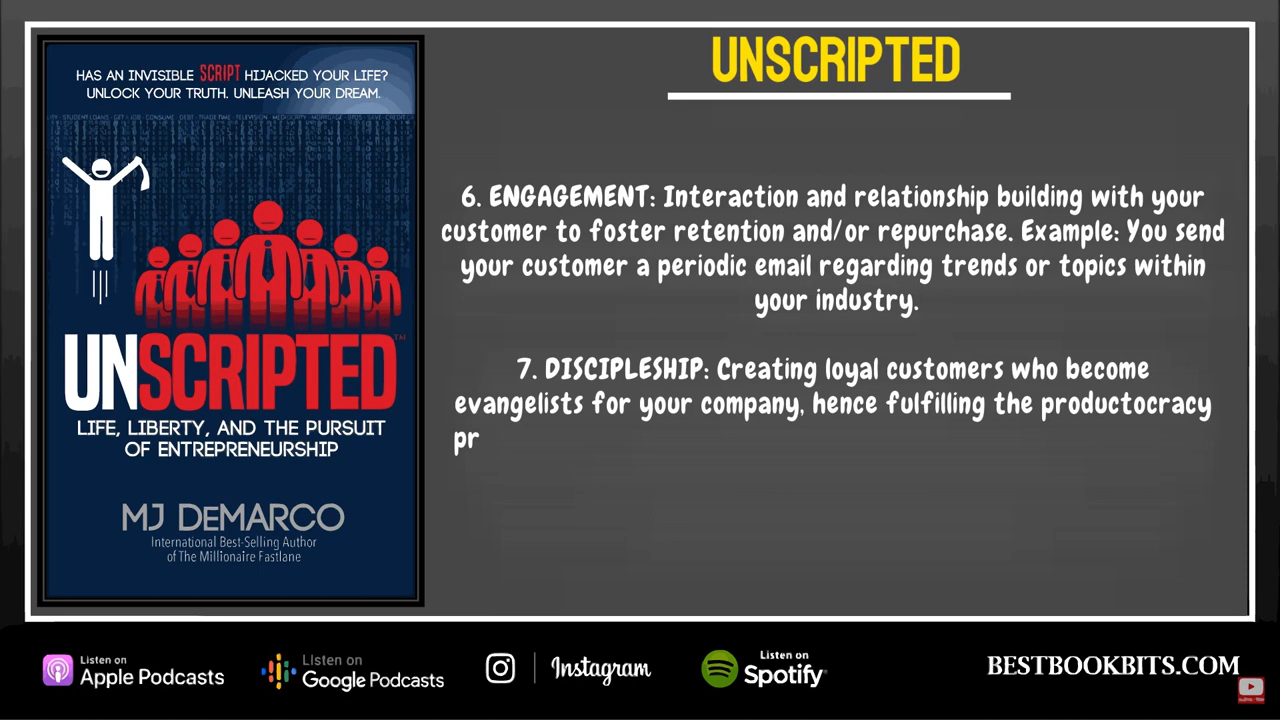 HAS AN INVISIBLE SCRIPT HIJACKED YOUR LIFE?
UNLOCK YOUR TRUTH. UNLEASH YOUR DREAM.
UNSCRIPTED™
LIFE, LIBERTY, AND THE PURSUIT
OF ENTREPRENEURSHIP
MJ DeMARCO
International Best-Selling Author
of The Millionaire Fastlane
UNSCRIPTED
6. ENGAGEMENT: Interaction and relationship building with your
customer to foster retention and/or repurchase. Example: You send
your customer a periodic email regarding trends or topics within
your industry.
7. DISCIPLESHIP: Creating loyal customers who become
evangelists for your company, hence fulfilling the productocracy
pr
Listen on
Apple Podcasts
Listen on
Google Podcasts
Instagram
Listen on
Spotify
BESTBOOKBITS.COM